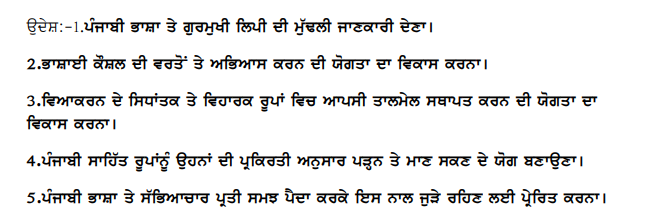 ਉਦੇਸ਼:-1.ਪੰਜਾਬੀ ਭਾਸ਼ਾ ਤੇ ਗੁਰਮੁਖੀ ਲਿਪੀ ਦੀ ਮੁੱਢਲੀ ਜਾਣਕਾਰੀ ਦੇਣਾ।
2.ਭਾਸ਼ਾਈ ਕੌਸ਼ਲ ਦੀ ਵਰਤੋਂ ਤੇ ਅਭਿਆਸ ਕਰਨ ਦੀ ਯੋਗਤਾ ਦਾ ਵਿਕਾਸ ਕਰਨਾ।
3.ਵਿਆਕਰਨ ਦੇ ਸਿਧਾਂਤਕ ਤੇ ਵਿਹਾਰਕ ਰੂਪਾਂ ਵਿਚ ਆਪਸੀ ਤਾਲਮੇਲ ਸਥਾਪਤ ਕਰਨ ਦੀ ਯੋਗਤਾ ਦਾ
ਵਿਕਾਸ ਕਰਨਾ।
4.ਪੰਜਾਬੀ ਸਾਹਿੱਤ ਰੂਪਾਂਨੂੰ ਉਹਨਾਂ ਦੀ ਪ੍ਰਕਿਰਤੀ ਅਨੁਸਾਰ ਪੜ੍ਹਨ ਤੇ ਮਾਣ ਸਕਣ ਦੇ ਯੋਗ ਬਣਾਉਣਾ।
5.ਪੰਜਾਬੀ ਭਾਸ਼ਾ ਤੇ ਸੱਭਿਆਚਾਰ ਪ੍ਰਤੀ ਸਮਝ ਪੈਦਾ ਕਰਕੇ ਇਸ ਨਾਲ ਜੁੜੇ ਰਹਿਣ ਲਈ ਪ੍ਰੇਰਿਤ ਕਰਨਾ।